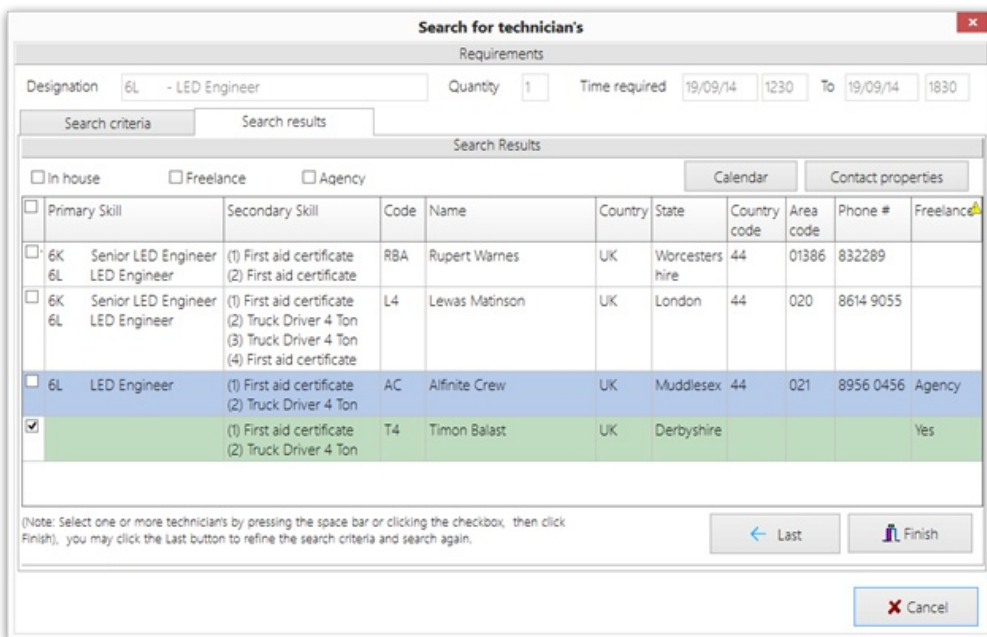 Search for technician's
Requirements
Designation 6L - LED Engineer Quantity 1 Time required 19/09/14 1230 To 19/09/14 1830
Search criteria Search results
Search Results
In house Freelance Agency Calendar Contact properties
Primary Skill Secondary Skill Code Name Country State Country code Area code Phone # Freelance
6K Senior LED Engineer (1) First aid certificate RBA Rupert Warnes UK Worcesters 44 01386 832289
6L LED Engineer (2) First aid certificate hire
6K Senior LED Engineer (1) First aid certificate L4 Lewas Matinson UK London 44 020 8614 9055
6L LED Engineer (2) Truck Driver 4 Ton
(3) Truck Driver 4 Ton
(4) First aid certificate
6L LED Engineer (1) First aid certificate AC Alfinite Crew UK Muddlesex 44 021 8956 0456 Agency
(2) Truck Driver 4 Ton
(1) First aid certificate T4 Timon Balast UK Derbyshire Yes
(2) Truck Driver 4 Ton
(Note: Select one or more technician's by pressing the space bar or clicking the checkbox, then click
Finish), you may click the Last button to refine the search criteria and search again.
Last Finish
Cancel